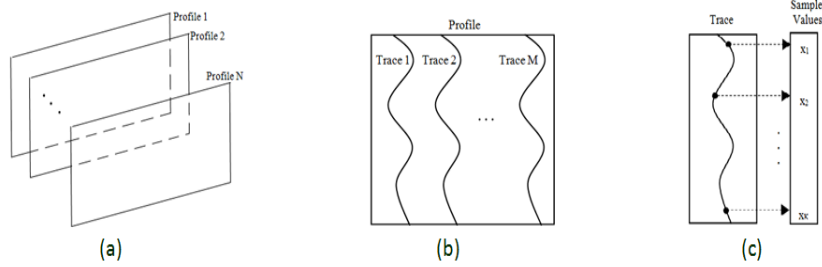 Profile 1
Profile 2
Profile N
(a)
Profile
Trace 1 Trace 2 ... Trace M
(b)
Trace
Sample
Values
x₁
x₂
xK
(c)